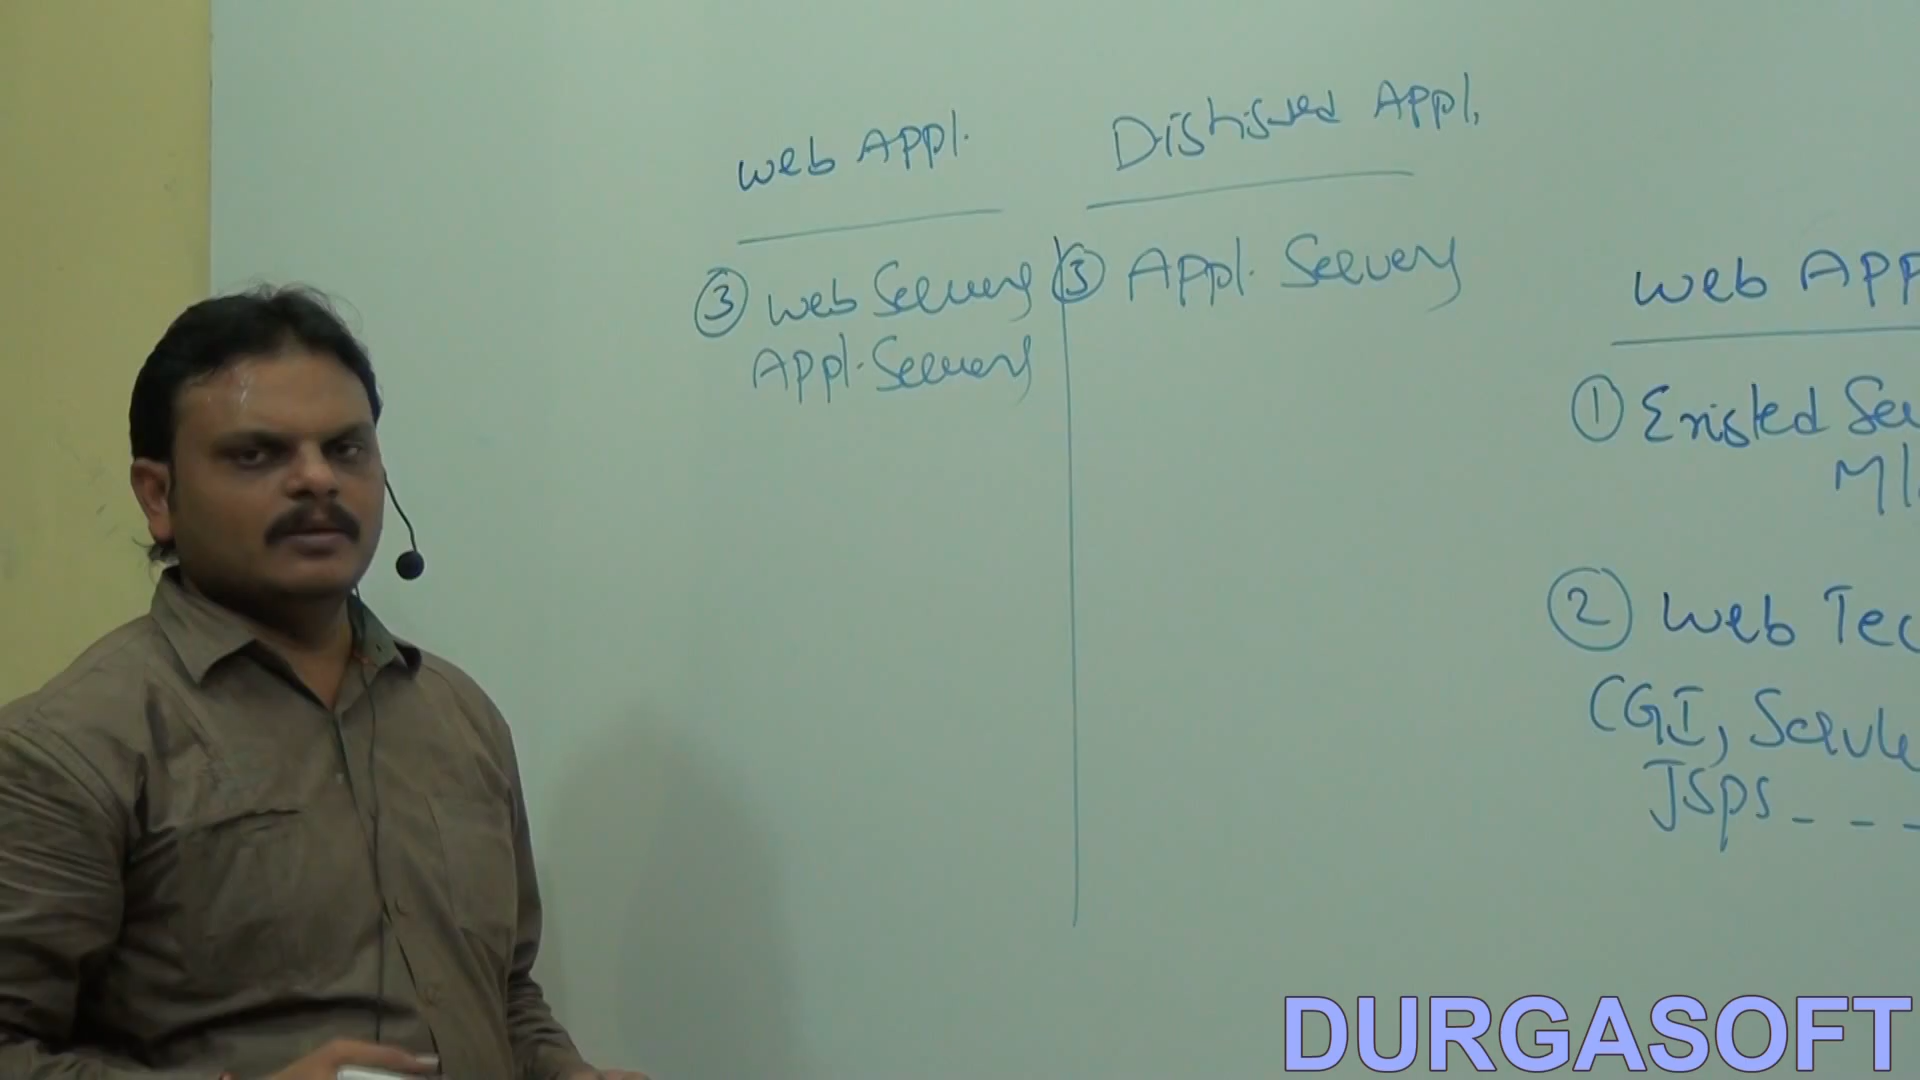 Web Appl.
Distributed Appl.
③ Web Servers
Appl. Servers
③ Appl. Servers
Web App
① Existed Se
② Web Tec
CGI, Servle
JSPs _ _ _
DURGASOFT